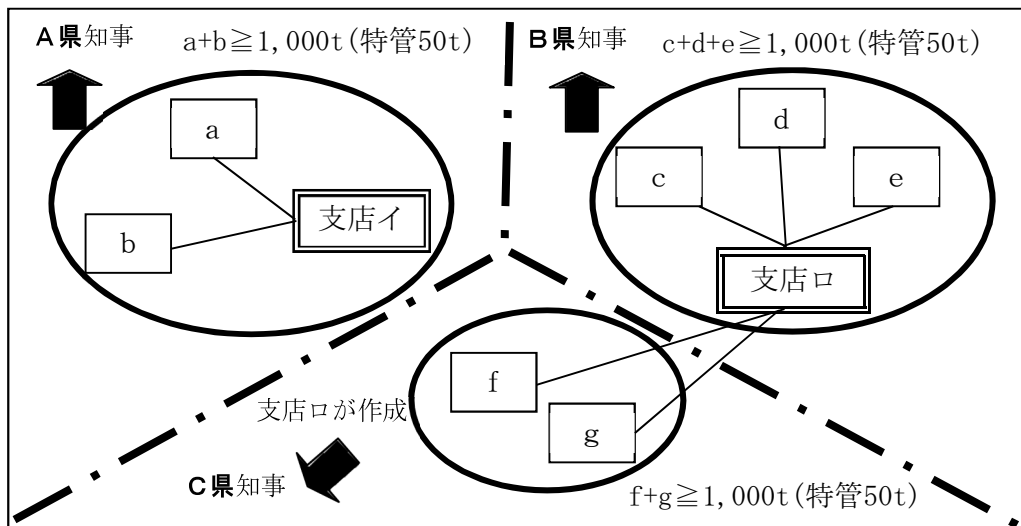 A県知事
a+b≧1,000t(特管50t)
a
b
支店イ
B県知事
c+d+e≧1,000t(特管50t)
d
c
e
支店ロ
f
g
支店ロが作成
C県知事
f+g≧1,000t(特管50t)